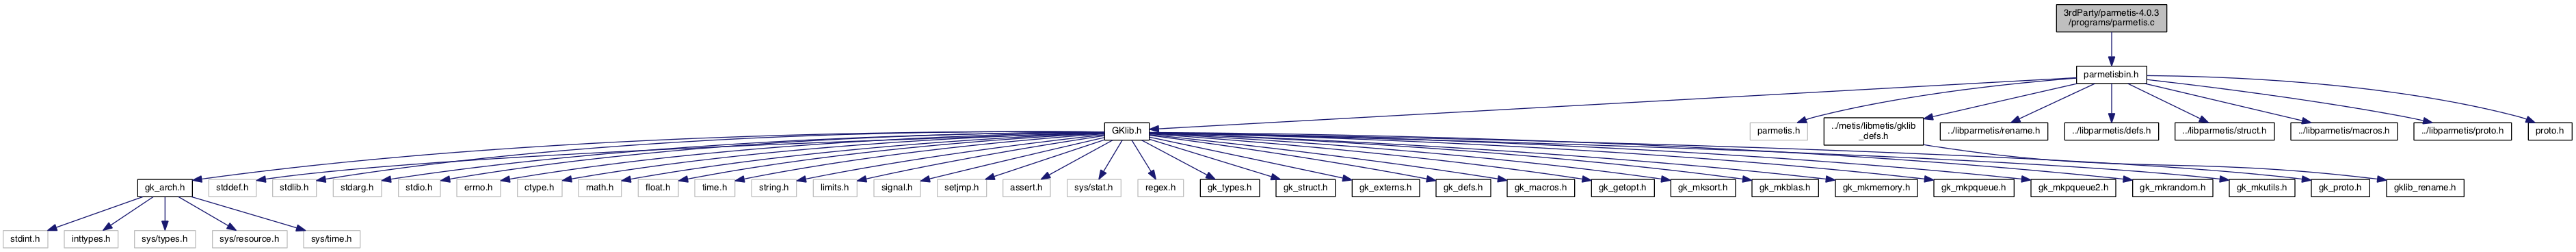 3rdParty/parmetis-4.0.3
/programs/parmetis.c
parmetisbin.h
GKlib.h
parmetis.h
../metis/libmetis/gklib
_defs.h
../libparmetis/rename.h
../libparmetis/defs.h
../libparmetis/struct.h
../libparmetis/macros.h
../libparmetis/proto.h
proto.h
gk_arch.h
stddef.h
stdlib.h
stdarg.h
stdio.h
errno.h
ctype.h
math.h
float.h
time.h
string.h
limits.h
signal.h
setjmp.h
assert.h
sys/stat.h
regex.h
gk_types.h
gk_struct.h
gk_externs.h
gk_defs.h
gk_macros.h
gk_getopt.h
gk_mksort.h
gk_mkblas.h
gk_mkmemory.h
gk_mkpqueue.h
gk_mkpqueue2.h
gk_mkrandom.h
gk_mkutils.h
gk_proto.h
gklib_rename.h
stdint.h
inttypes.h
sys/types.h
sys/resource.h
sys/time.h